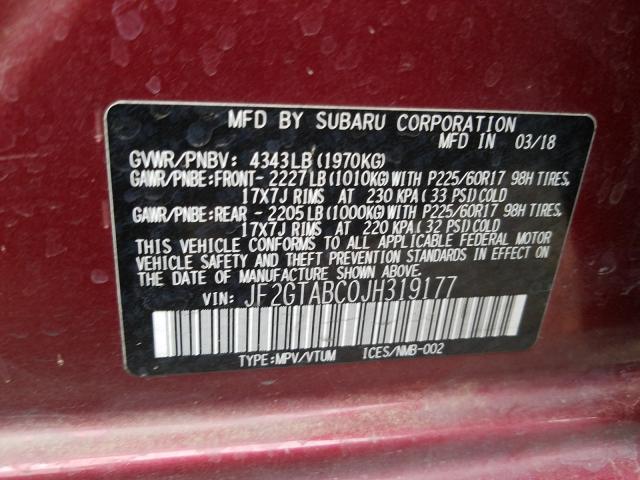 MFD BY SUBARU CORPORATION
MFD IN 03/18
GVWR/PNBV: 4343LB(1970KG)
GAWR/PNBE:FRONT-2227LB(1010KG)WITH P225/60R17 98H TIRES,
17X7J RIMS AT 230 KPA(33 PSI)COLD
GAWR/PNBE:REAR -2205LB(1000KG)WITH P225/60R17 98H TIRES,
17X7J RIMS AT 220 KPA(32 PSI)COLD
THIS VEHICLE CONFORMS TO ALL APPLICABLE FEDERAL MOTOR
VEHICLE SAFETY AND THEFT PREVENTION STANDARDS IN EFFECT ON
THE DATE OF MANUFACTURE SHOWN ABOVE.
VIN: JF2GTABC0JH319177
TYPE:MPV/VTUM ICES/NMB-002